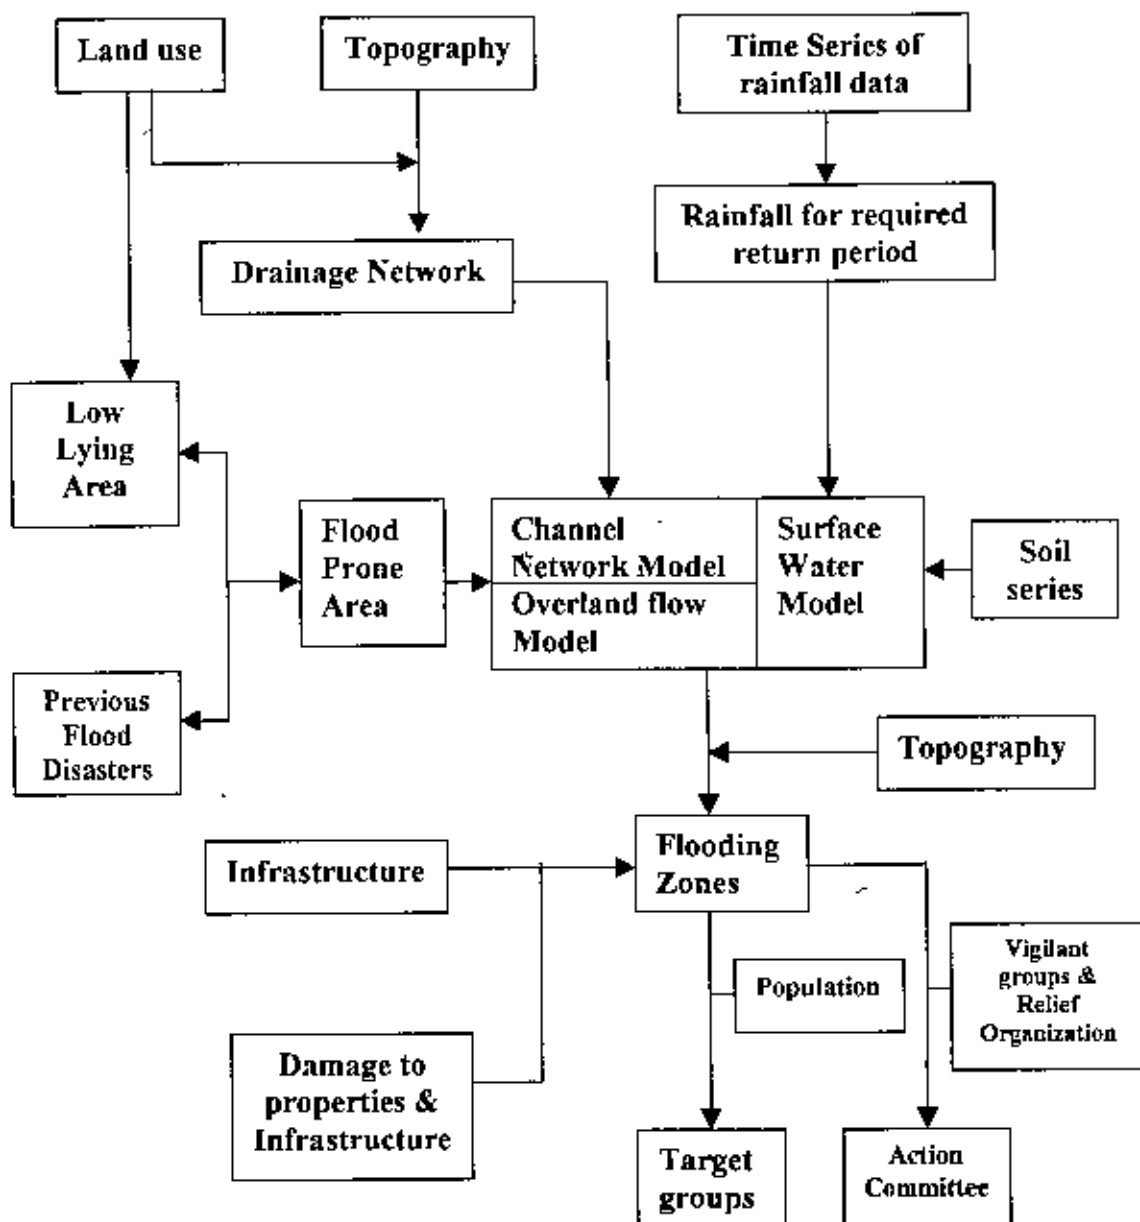 Land use
Topography
Time Series of
rainfall data
Rainfall for required
return period
Drainage Network
Low
Lying
Area
Flood
Prone
Area
Channel
Network Model
Overland flow
Model
Surface
Water
Model
Soil
series
Previous
Flood
Disasters
Topography
Infrastructure
Flooding
Zones
Vigilant
groups &
Relief
Organization
Population
Damage to
properties &
Infrastructure
Target
groups
Action
Committee